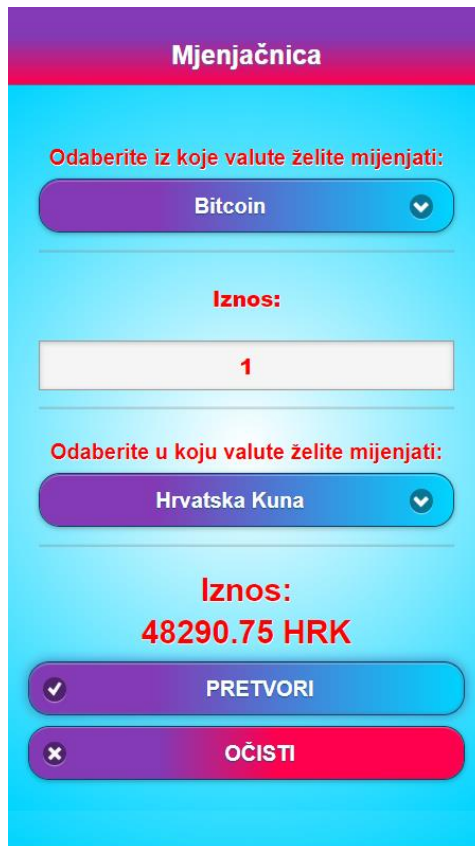 Mjenjačnica
Odaberite iz koje valute želite mijenjati:
Bitcoin
Iznos:
1
Odaberite u koju valute želite mijenjati:
Hrvatska Kuna
Iznos:
48290.75 HRK
PRETVORI
OČISTI